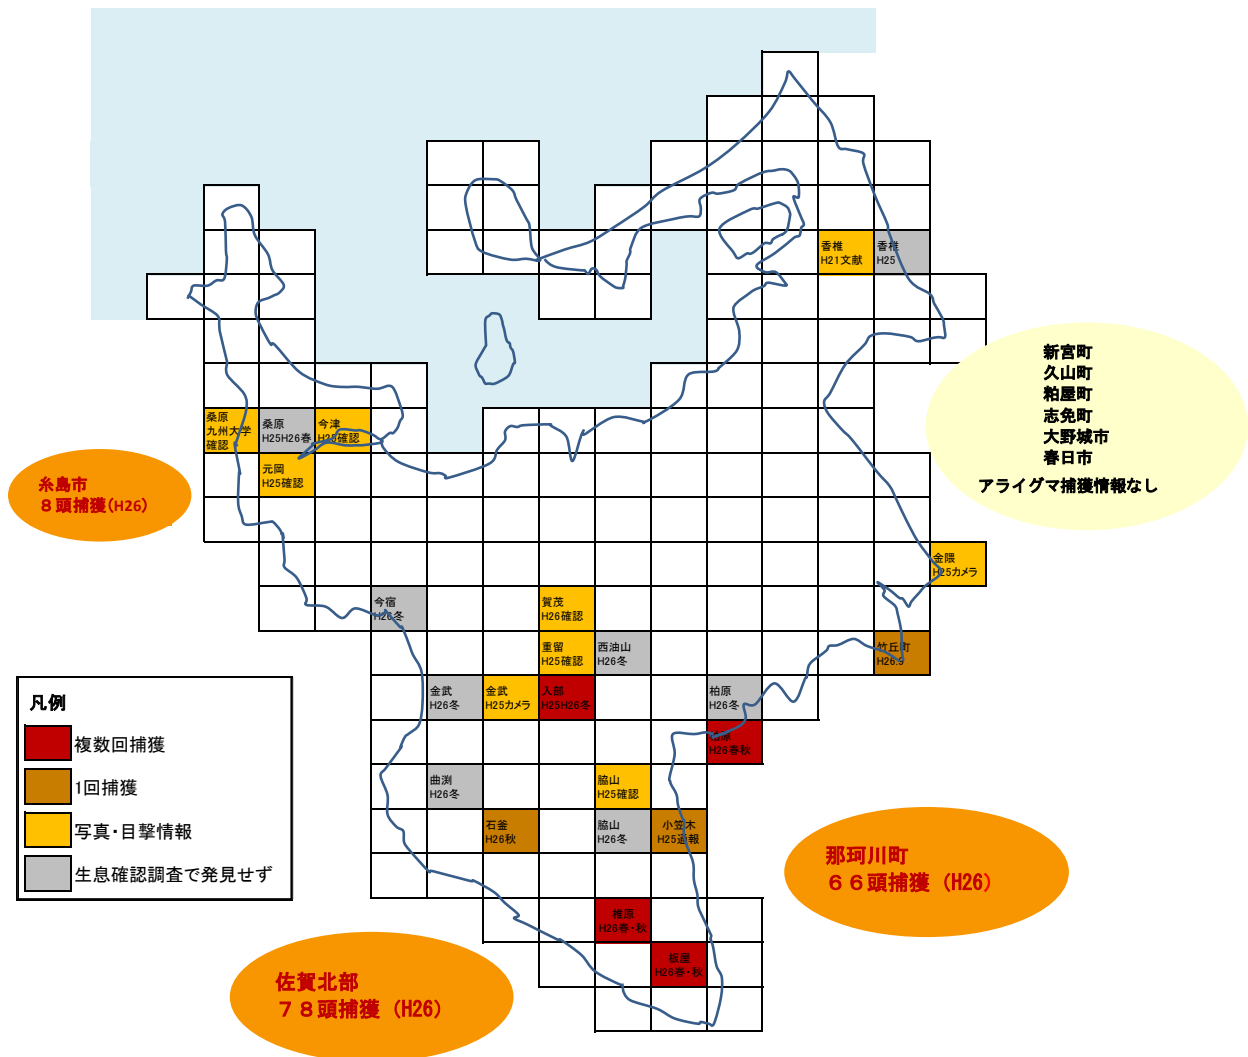 香椎
H21文献
香椎
H25
新宮町
久山町
粕屋町
志免町
大野城市
春日市
アライグマ捕獲情報なし
桑原
九州大学
確認
桑原
H25H26春
今津
H25確認
元岡
H25確認
糸島市
8頭捕獲(H26)
金隈
H25カメラ
今宿
H26冬
賀茂
H26確認
重留
H25確認
西油山
H26冬
竹丘町
H26.9
金武
H26冬
金武
H25カメラ
入部
H25H26冬
柏原
H26冬
柏原
H26春秋
凡例
複数回捕獲
1回捕獲
写真・目撃情報
生息確認調査で発見せず
曲渕
H26冬
脇山
H25確認
石釜
H26秋
脇山
H26冬
小笠木
H25通報
那珂川町
66頭捕獲(H26)
椎原
H26春・秋
板屋
H26春・秋
佐賀北部
78頭捕獲(H26)